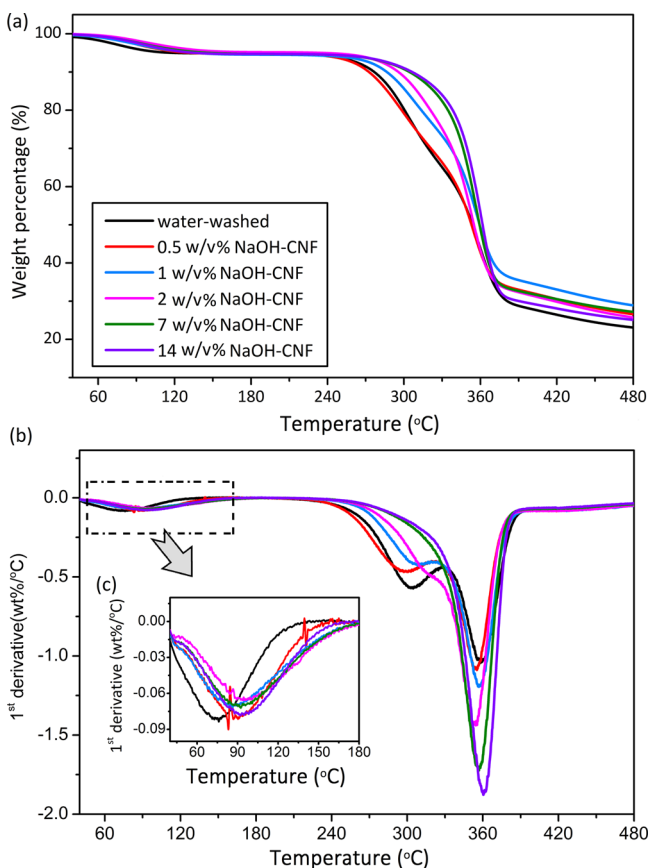 (a)
100
80
60
40
20
Weight percentage (%)
water-washed
0.5 w/v% NaOH-CNF
1 w/v% NaOH-CNF
2 w/v% NaOH-CNF
7 w/v% NaOH-CNF
14 w/v% NaOH-CNF
60 120 180 240 300 360 420 480
Temperature (°C)
(b)
0.0
-0.5
-1.0
-1.5
-2.0
1st derivative(wt%/°C)
(c)
0.00
-0.03
-0.06
-0.09
1st derivative (wt%/°C)
60 90 120 150 180
Temperature (°C)
60 120 180 240 300 360 420 480
Temperature (°C)